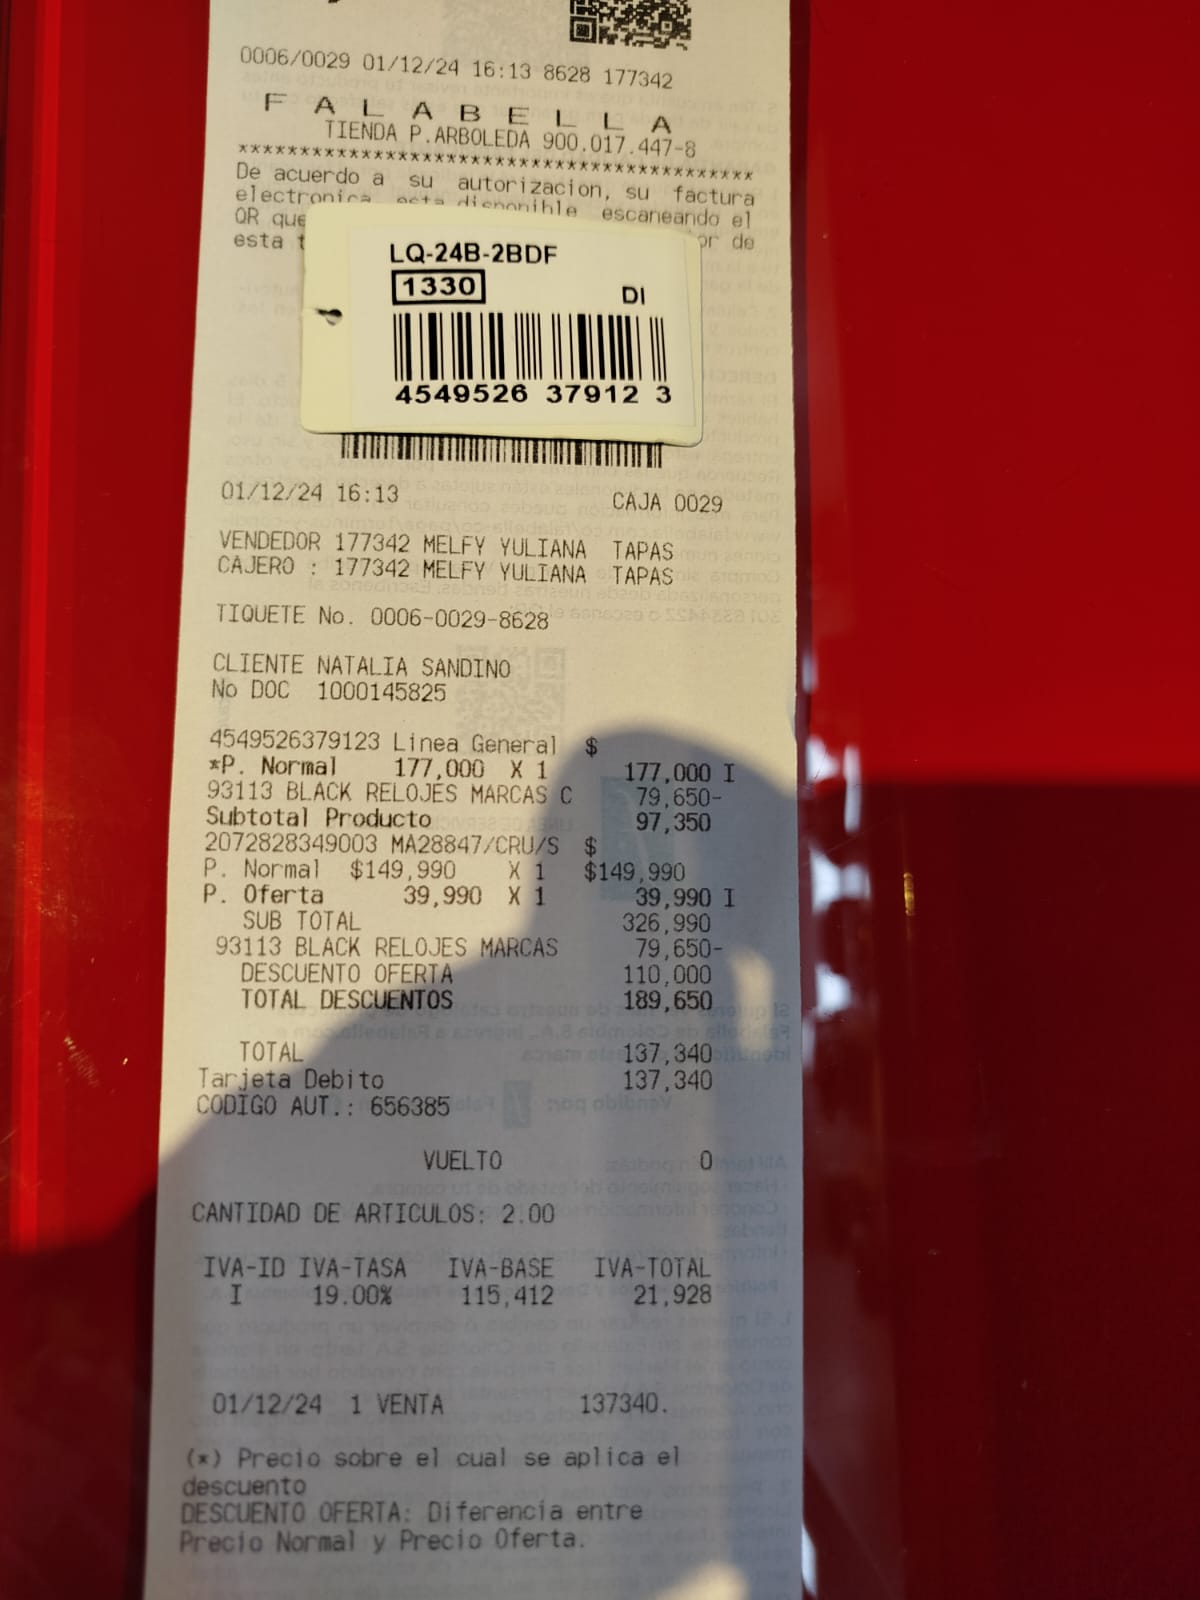 0006/0029 01/12/24 16:13 8628 177342
F A L A B E L L A
TIENDA P.ARBOLEDA 900.017.447-8
******************************************
De acuerdo a su autorizacion, su factura
electronica esta disponible escaneando el
QR que or de
esta t
LQ-24B-2BDF
1330 DI
4549526 37912 3
01/12/24 16:13 CAJA 0029
VENDEDOR 177342 MELFY YULIANA TAPAS
CAJERO : 177342 MELFY YULIANA TAPAS
TIQUETE No. 0006-0029-8628
CLIENTE NATALIA SANDINO
No DOC 1000145825
4549526379123 Linea General $
*P. Normal 177,000 X 1 177,000 I
93113 BLACK RELOJES MARCAS C 79,650-
Subtotal Producto 97,350
2072828349003 MA28847/CRU/S $
P. Normal $149,990 X 1 $149,990
P. Oferta 39,990 X 1 39,990 I
SUB TOTAL 326,990
93113 BLACK RELOJES MARCAS 79,650-
DESCUENTO OFERTA 110,000
TOTAL DESCUENTOS 189,650
TOTAL 137,340
Tarjeta Debito 137,340
CODIGO AUT.: 656385
VUELTO 0
CANTIDAD DE ARTICULOS: 2.00
IVA-ID IVA-TASA IVA-BASE IVA-TOTAL
I 19.00% 115,412 21,928
01/12/24 1 VENTA 137340.
(*) Precio sobre el cual se aplica el
descuento
DESCUENTO OFERTA: Diferencia entre
Precio Normal y Precio Oferta.